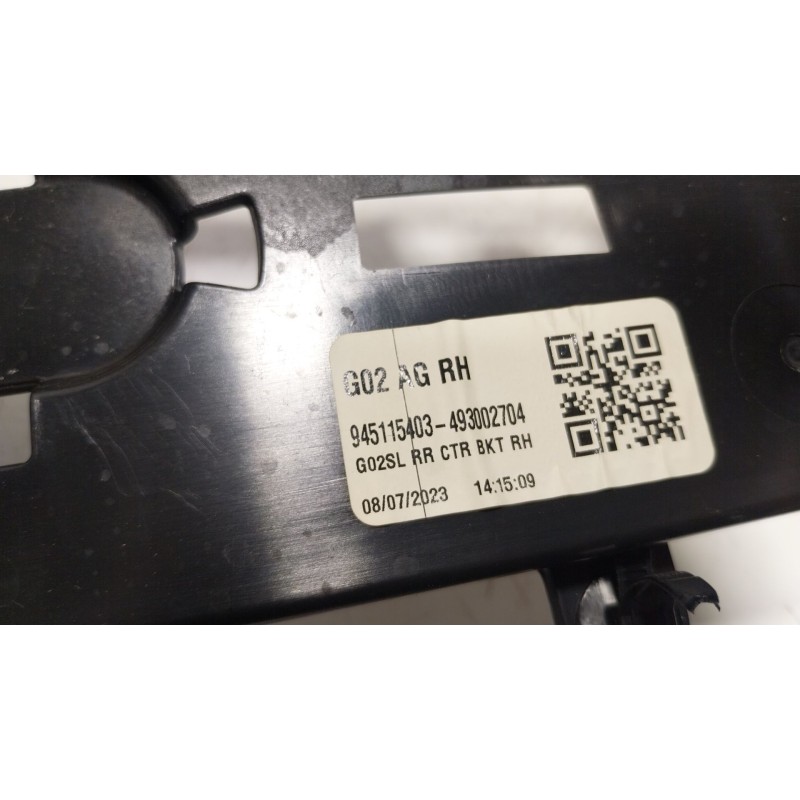 G02 AG RH
945115403-493002704
G02SL RR CTR BKT RH
08/07/2023 14:15:09